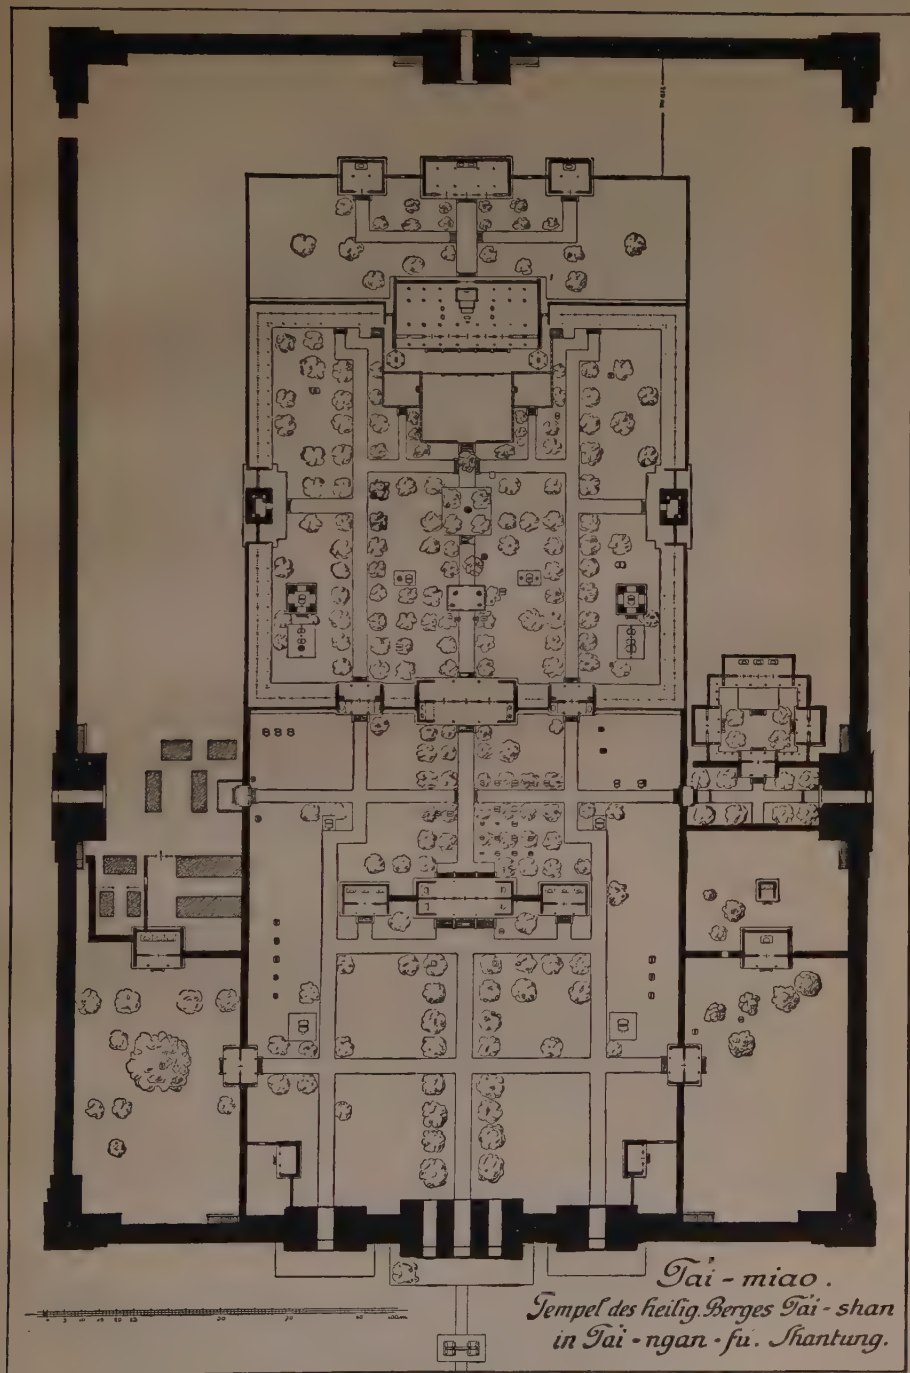 Tai-miao.
Tempel des heilig. Berges Tai-shan
in Tai-ngan-fu. Shantung.